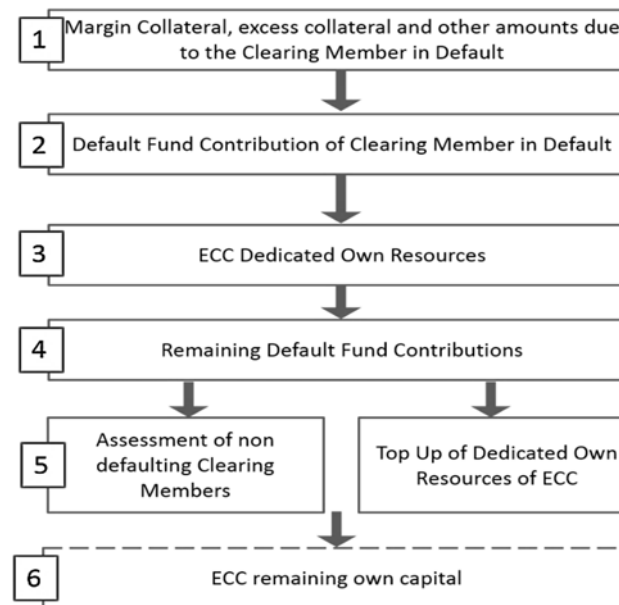 1
Margin Collateral, excess collateral and other amounts due
to the Clearing Member in Default
2
Default Fund Contribution of Clearing Member in Default
3
ECC Dedicated Own Resources
4
Remaining Default Fund Contributions
5
Assessment of non
defaulting Clearing
Members
Top Up of Dedicated Own
Resources of ECC
6
ECC remaining own capital